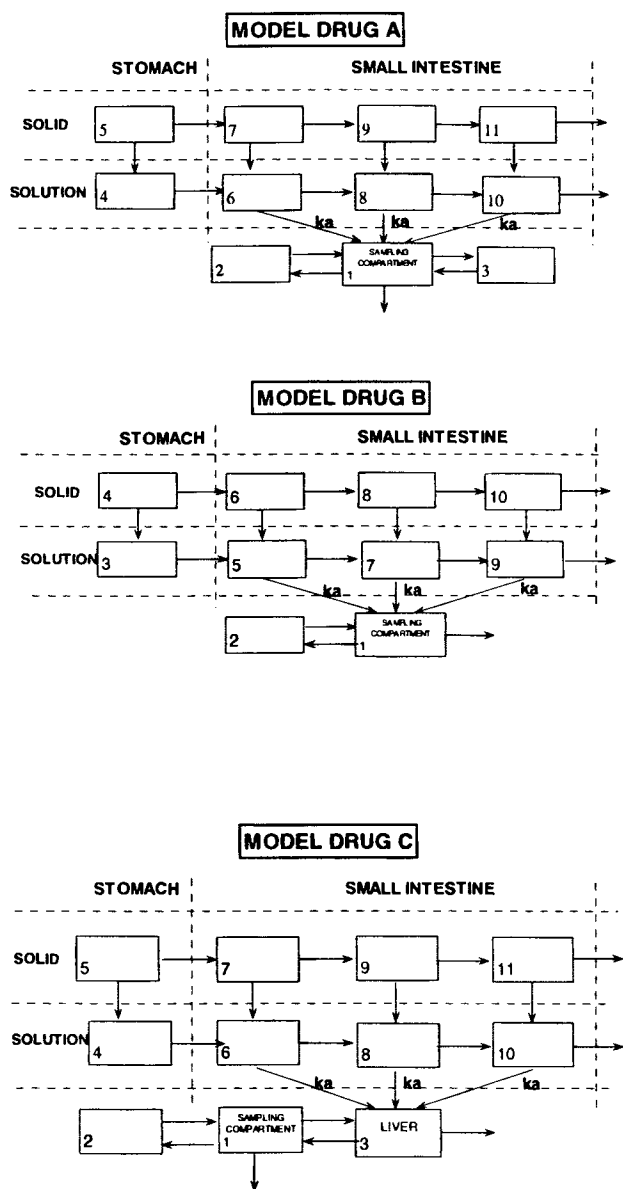 MODEL DRUG A
STOMACH SMALL INTESTINE
SOLID 5 7 9 11
SOLUTION 4 6 8 10
ka ka ka
2 SAMPLING COMPARTMENT 1 3
MODEL DRUG B
STOMACH SMALL INTESTINE
SOLID 4 6 8 10
SOLUTION 3 5 7 9
ka ka ka
2 SAMPLING COMPARTMENT 1
MODEL DRUG C
STOMACH SMALL INTESTINE
SOLID 5 7 9 11
SOLUTION 4 6 8 10
ka ka ka
2 SAMPLING COMPARTMENT 1 LIVER 3